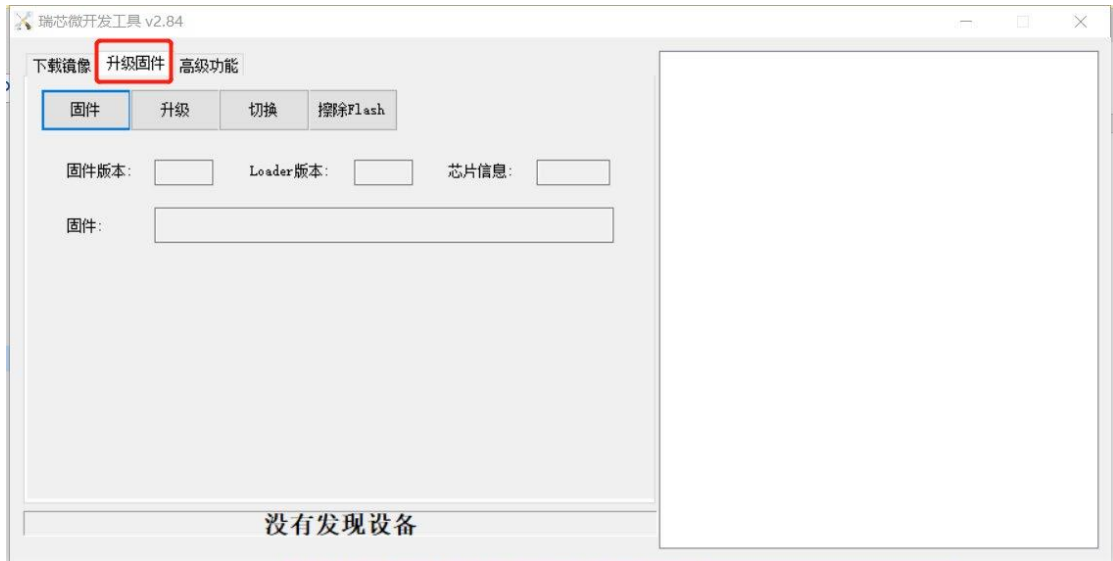 瑞芯微开发工具 v2.84
下载镜像 升级固件 高级功能
固件 升级 切换 擦除Flash
固件版本: Loader版本: 芯片信息:
固件:
没有发现设备